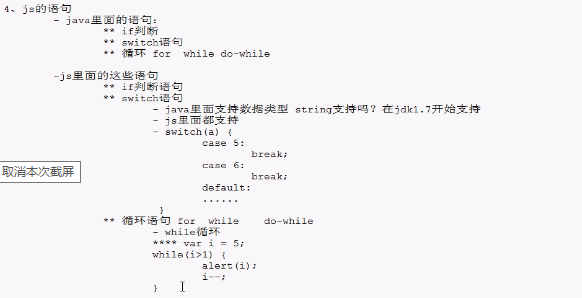 4、js的语句
- java里面的语句：
** if判断
** switch语句
** 循环 for while do-while
-js里面的这些语句
** if判断语句
** switch语句
- java里面支持数据类型 string支持吗？在jdk1.7开始支持
- js里面都支持
- switch(a) {
case 5:
break;
case 6:
break;
default:
......
}
取消本次截屏
** 循环语句 for while do-while
- while循环
**** var i = 5;
while(i>1) {
alert(i);
i--;
}